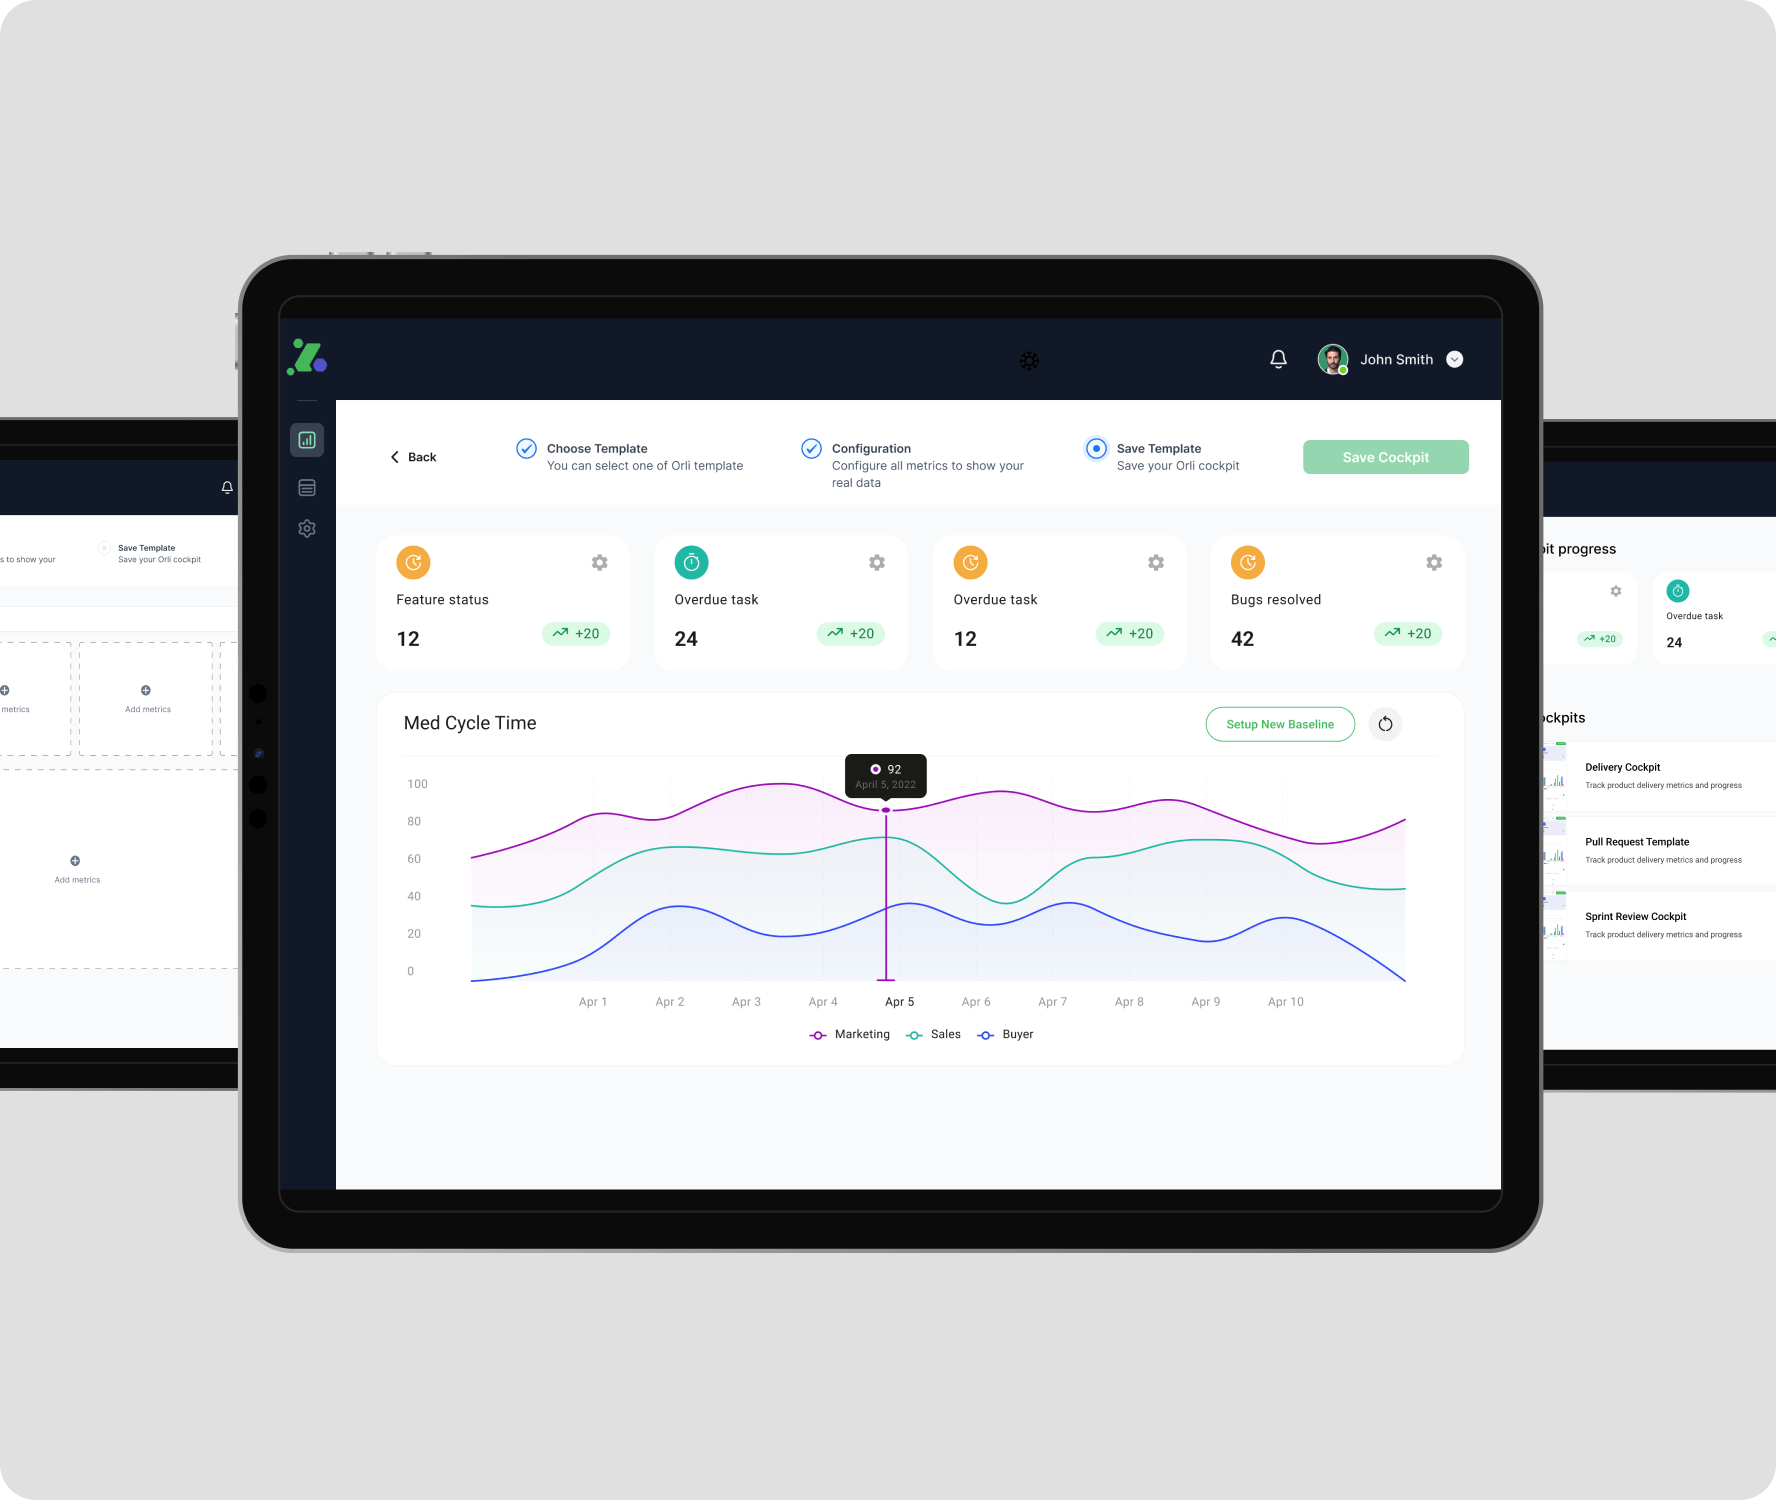 John Smith
Back
Choose Template
You can select one of Orli template
Configuration
Configure all metrics to show your
real data
Save Template
Save your Orli cockpit
Save Cockpit
Feature status
12
+20
Overdue task
24
+20
Overdue task
12
+20
Bugs resolved
42
+20
Med Cycle Time
Setup New Baseline
92
April 5, 2022
100
80
60
40
20
0
Apr 1
Apr 2
Apr 3
Apr 4
Apr 5
Apr 6
Apr 7
Apr 8
Apr 9
Apr 10
Marketing
Sales
Buyer
s to show your
Save Template
Save your Orli cockpit
metrics
Add metrics
Add metrics
it progress
+20
Overdue task
24
ckpits
Delivery Cockpit
Track product delivery metrics and progress
Pull Request Template
Track product delivery metrics and progress
Sprint Review Cockpit
Track product delivery metrics and progress